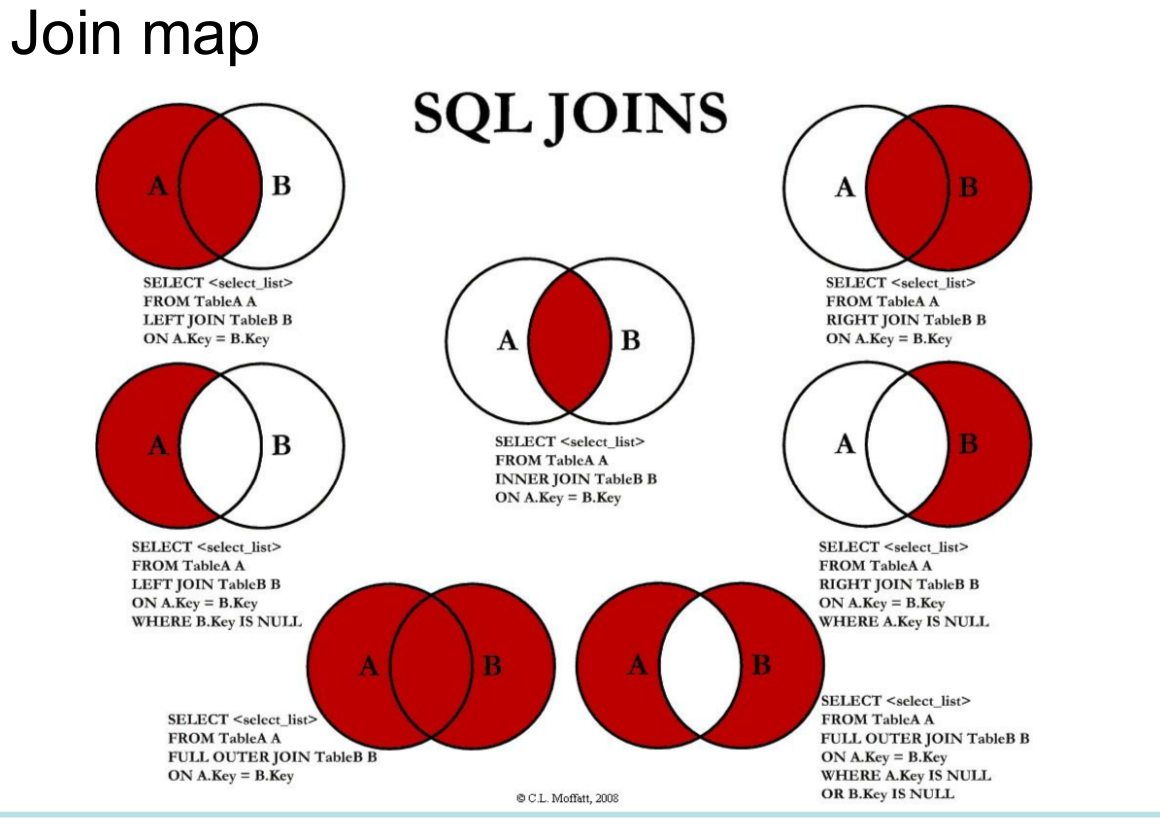 Join map
SQL JOINS
A
B
SELECT <select_list>
FROM TableA A
LEFT JOIN TableB B
ON A.Key = B.Key
A
B
SELECT <select_list>
FROM TableA A
RIGHT JOIN TableB B
ON A.Key = B.Key
A
B
SELECT <select_list>
FROM TableA A
INNER JOIN TableB B
ON A.Key = B.Key
A
B
SELECT <select_list>
FROM TableA A
LEFT JOIN TableB B
ON A.Key = B.Key
WHERE B.Key IS NULL
A
B
SELECT <select_list>
FROM TableA A
RIGHT JOIN TableB B
ON A.Key = B.Key
WHERE A.Key IS NULL
A
B
SELECT <select_list>
FROM TableA A
FULL OUTER JOIN TableB B
ON A.Key = B.Key
A
B
SELECT <select_list>
FROM TableA A
FULL OUTER JOIN TableB B
ON A.Key = B.Key
WHERE A.Key IS NULL
OR B.Key IS NULL
© C.L. Moffatt, 2008